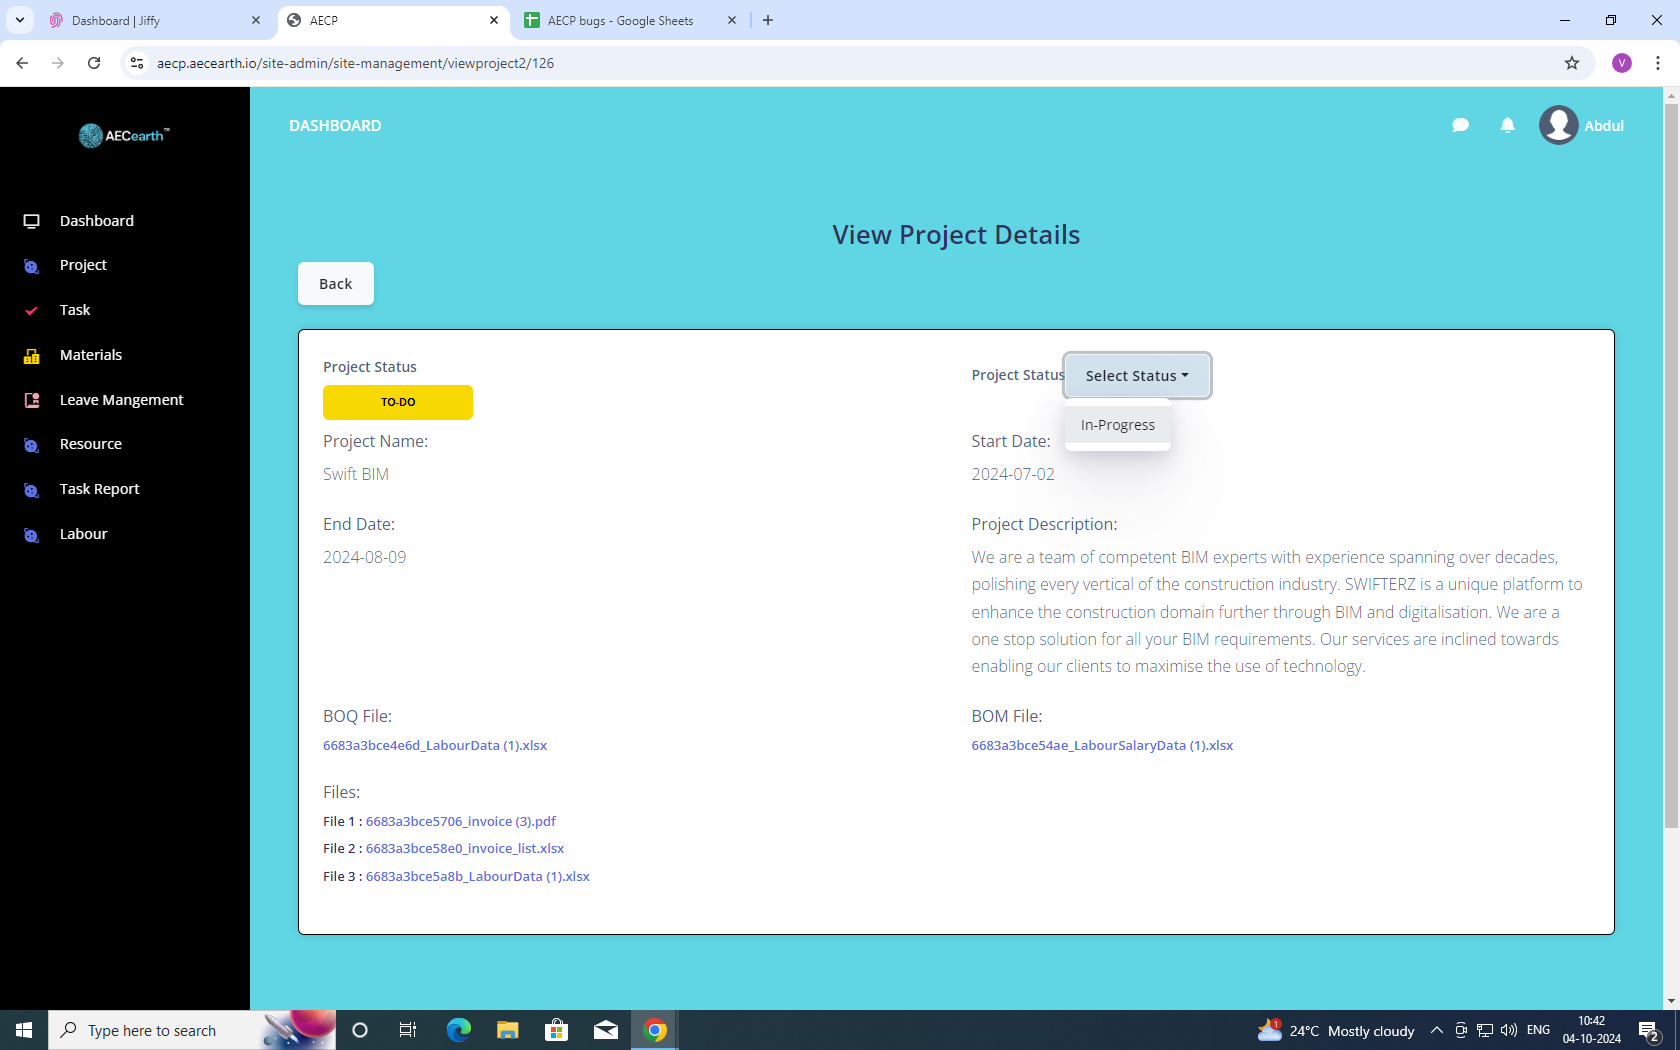 Dashboard | Jiffy
AECP
AECP bugs - Google Sheets
aecp.aecearth.io/site-admin/site-management/viewproject2/126
V
AECearth™
DASHBOARD
Abdul
Dashboard
Project
Task
Materials
Leave Mangement
Resource
Task Report
Labour
View Project Details
Back
Project Status
TO-DO
Project Status
Select Status
In-Progress
Project Name:
Swift BIM
Start Date:
2024-07-02
End Date:
2024-08-09
Project Description:
We are a team of competent BIM experts with experience spanning over decades,
polishing every vertical of the construction industry. SWIFTERZ is a unique platform to
enhance the construction domain further through BIM and digitalisation. We are a
one stop solution for all your BIM requirements. Our services are inclined towards
enabling our clients to maximise the use of technology.
BOQ File:
6683a3bce4e6d_LabourData (1).xlsx
BOM File:
6683a3bce54ae_LabourSalaryData (1).xlsx
Files:
File 1 : 6683a3bce5706_invoice (3).pdf
File 2 : 6683a3bce58e0_invoice_list.xlsx
File 3 : 6683a3bce5a8b_LabourData (1).xlsx
Type here to search
1
24°C Mostly cloudy
ENG
10:42
04-10-2024
2